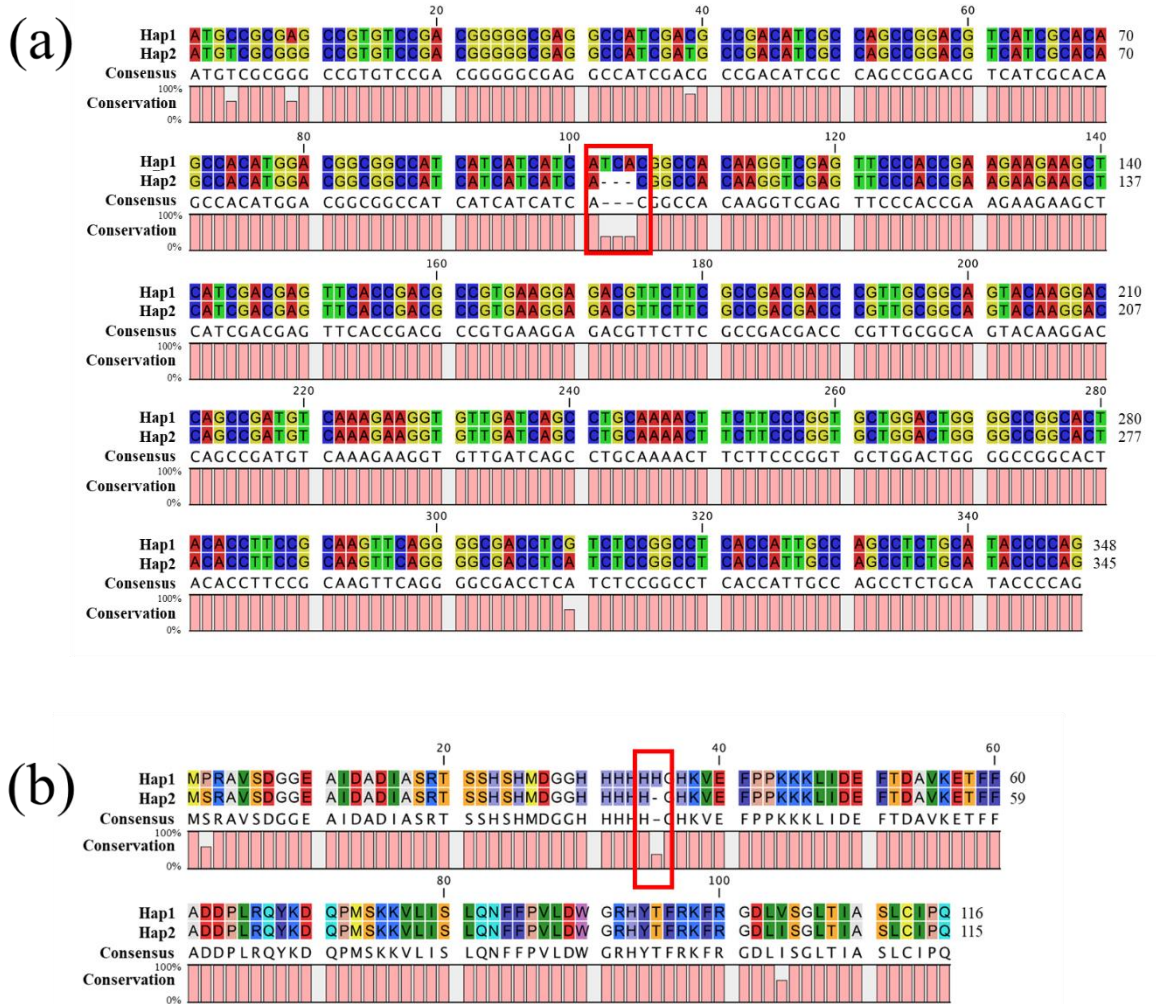 (a)
20 40 60
Hap1 ATGCCGCGAG CCGTGTCCGA CGGGGGCGAG GCCATCGACG CCGACATCGC CAGCCGGACG TCATCGCACA 70
Hap2 ATGTCGCGGG CCGTGTCCGA CGGGGGCGAG GCCATCGATG CCGACATCGC CAGCCGGACG TCATCGCACA 70
Consensus ATGTCGCGGG CCGTGTCCGA CGGGGGCGAG GCCATCGACG CCGACATCGC CAGCCGGACG TCATCGCACA
100%
Conservation
0%
80 100 120 140
Hap1 GCCACATGGA CGGCGGCCAT CATCATCATC ATCACGGCCA CAAGGTCGAG TTCCCACCGA AGAAGAAGCT 140
Hap2 GCCACATGGA CGGCGGCCAT CATCATCATC A---CGGCCA CAAGGTCGAG TTCCCACCGA AGAAGAAGCT 137
Consensus GCCACATGGA CGGCGGCCAT CATCATCATC A---CGGCCA CAAGGTCGAG TTCCCACCGA AGAAGAAGCT
100%
Conservation
0%
160 180 200
Hap1 CATCGACGAG TTCACCGACG CCGTGAAGGA GACGTTCTTC GCCGACGACC CGTTGCGGCA GTACAAGGAC 210
Hap2 CATCGACGAG TTCACCGACG CCGTGAAGGA GACGTTCTTC GCCGACGACC CGTTGCGGCA GTACAAGGAC 207
Consensus CATCGACGAG TTCACCGACG CCGTGAAGGA GACGTTCTTC GCCGACGACC CGTTGCGGCA GTACAAGGAC
100%
Conservation
0%
220 240 260 280
Hap1 CAGCCGATGT CAAAGAAGGT GTTGATCAGC CTGCAAAACT TCTTCCCGGT GCTGGACTGG GGCCGGCACT 280
Hap2 CAGCCGATGT CAAAGAAGGT GTTGATCAGC CTGCAAAACT TCTTCCCGGT GCTGGACTGG GGCCGGCACT 277
Consensus CAGCCGATGT CAAAGAAGGT GTTGATCAGC CTGCAAAACT TCTTCCCGGT GCTGGACTGG GGCCGGCACT
100%
Conservation
0%
300 320 340
Hap1 ACACCTTCCG CAAGTTCAGG GGCGACCTCG TCTCCGGCCT CACCATTGCC AGCCTCTGCA TACCCCAG 348
Hap2 ACACCTTCCG CAAGTTCAGG GGCGACCTCA TCTCCGGCCT CACCATTGCC AGCCTCTGCA TACCCCAG 345
Consensus ACACCTTCCG CAAGTTCAGG GGCGACCTCA TCTCCGGCCT CACCATTGCC AGCCTCTGCA TACCCCAG
100%
Conservation
0%
(b)
20 40 60
Hap1 MPRAVSDGGE AIDADIASRT SSHSHMDGGH HHHHHGHKVE FPPKKKLIDE FTDAVKETFF 60
Hap2 MSRAVSDGGE AIDADIASRT SSHSHMDGGH HHHH-GHKVE FPPKKKLIDE FTDAVKETFF 59
Consensus MSRAVSDGGE AIDADIASRT SSHSHMDGGH HHHH-GHKVE FPPKKKLIDE FTDAVKETFF
100%
Conservation
0%
80 100
Hap1 ADDPLRQYKD QPMSKKVLIS LQNFFPVLDW GRHYTFRKFR GDLVSGLTIA SLCIPQ 116
Hap2 ADDPLRQYKD QPMSKKVLIS LQNFFPVLDW GRHYTFRKFR GDLISGLTIA SLCIPQ 115
Consensus ADDPLRQYKD QPMSKKVLIS LQNFFPVLDW GRHYTFRKFR GDLISGLTIA SLCIPQ
100%
Conservation
0%